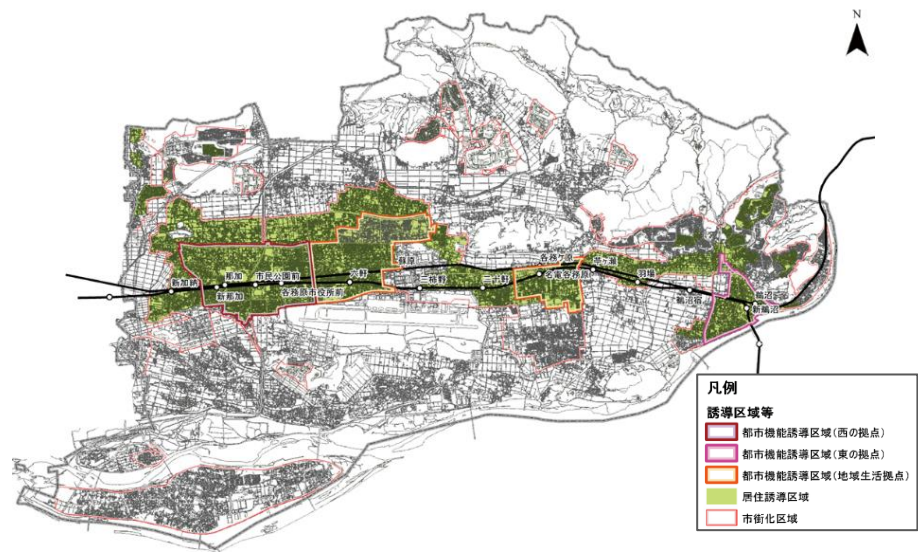 N
各務ケ原
苧ヶ瀬
蘇原
名電各務原
羽場
市民公園前
六軒
三柿野
二十軒
那加
新加納
新那加
各務原市役所前
鵜沼宿
鵜沼
新鵜沼
凡例
誘導区域等
都市機能誘導区域(西の拠点)
都市機能誘導区域(東の拠点)
都市機能誘導区域(地域生活拠点)
居住誘導区域
市街化区域